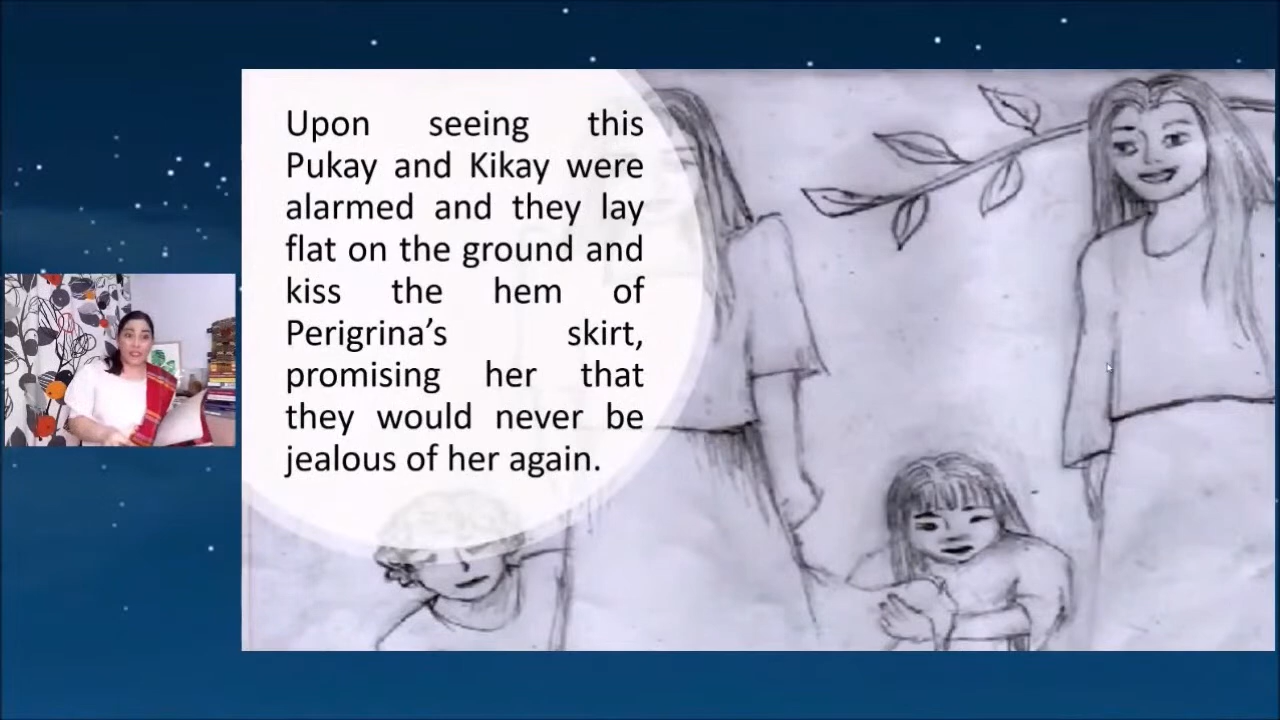 Upon seeing this
Pukay and Kikay were
alarmed and they lay
flat on the ground and
kiss the hem of
Perigrina’s skirt,
promising her that
they would never be
jealous of her again.